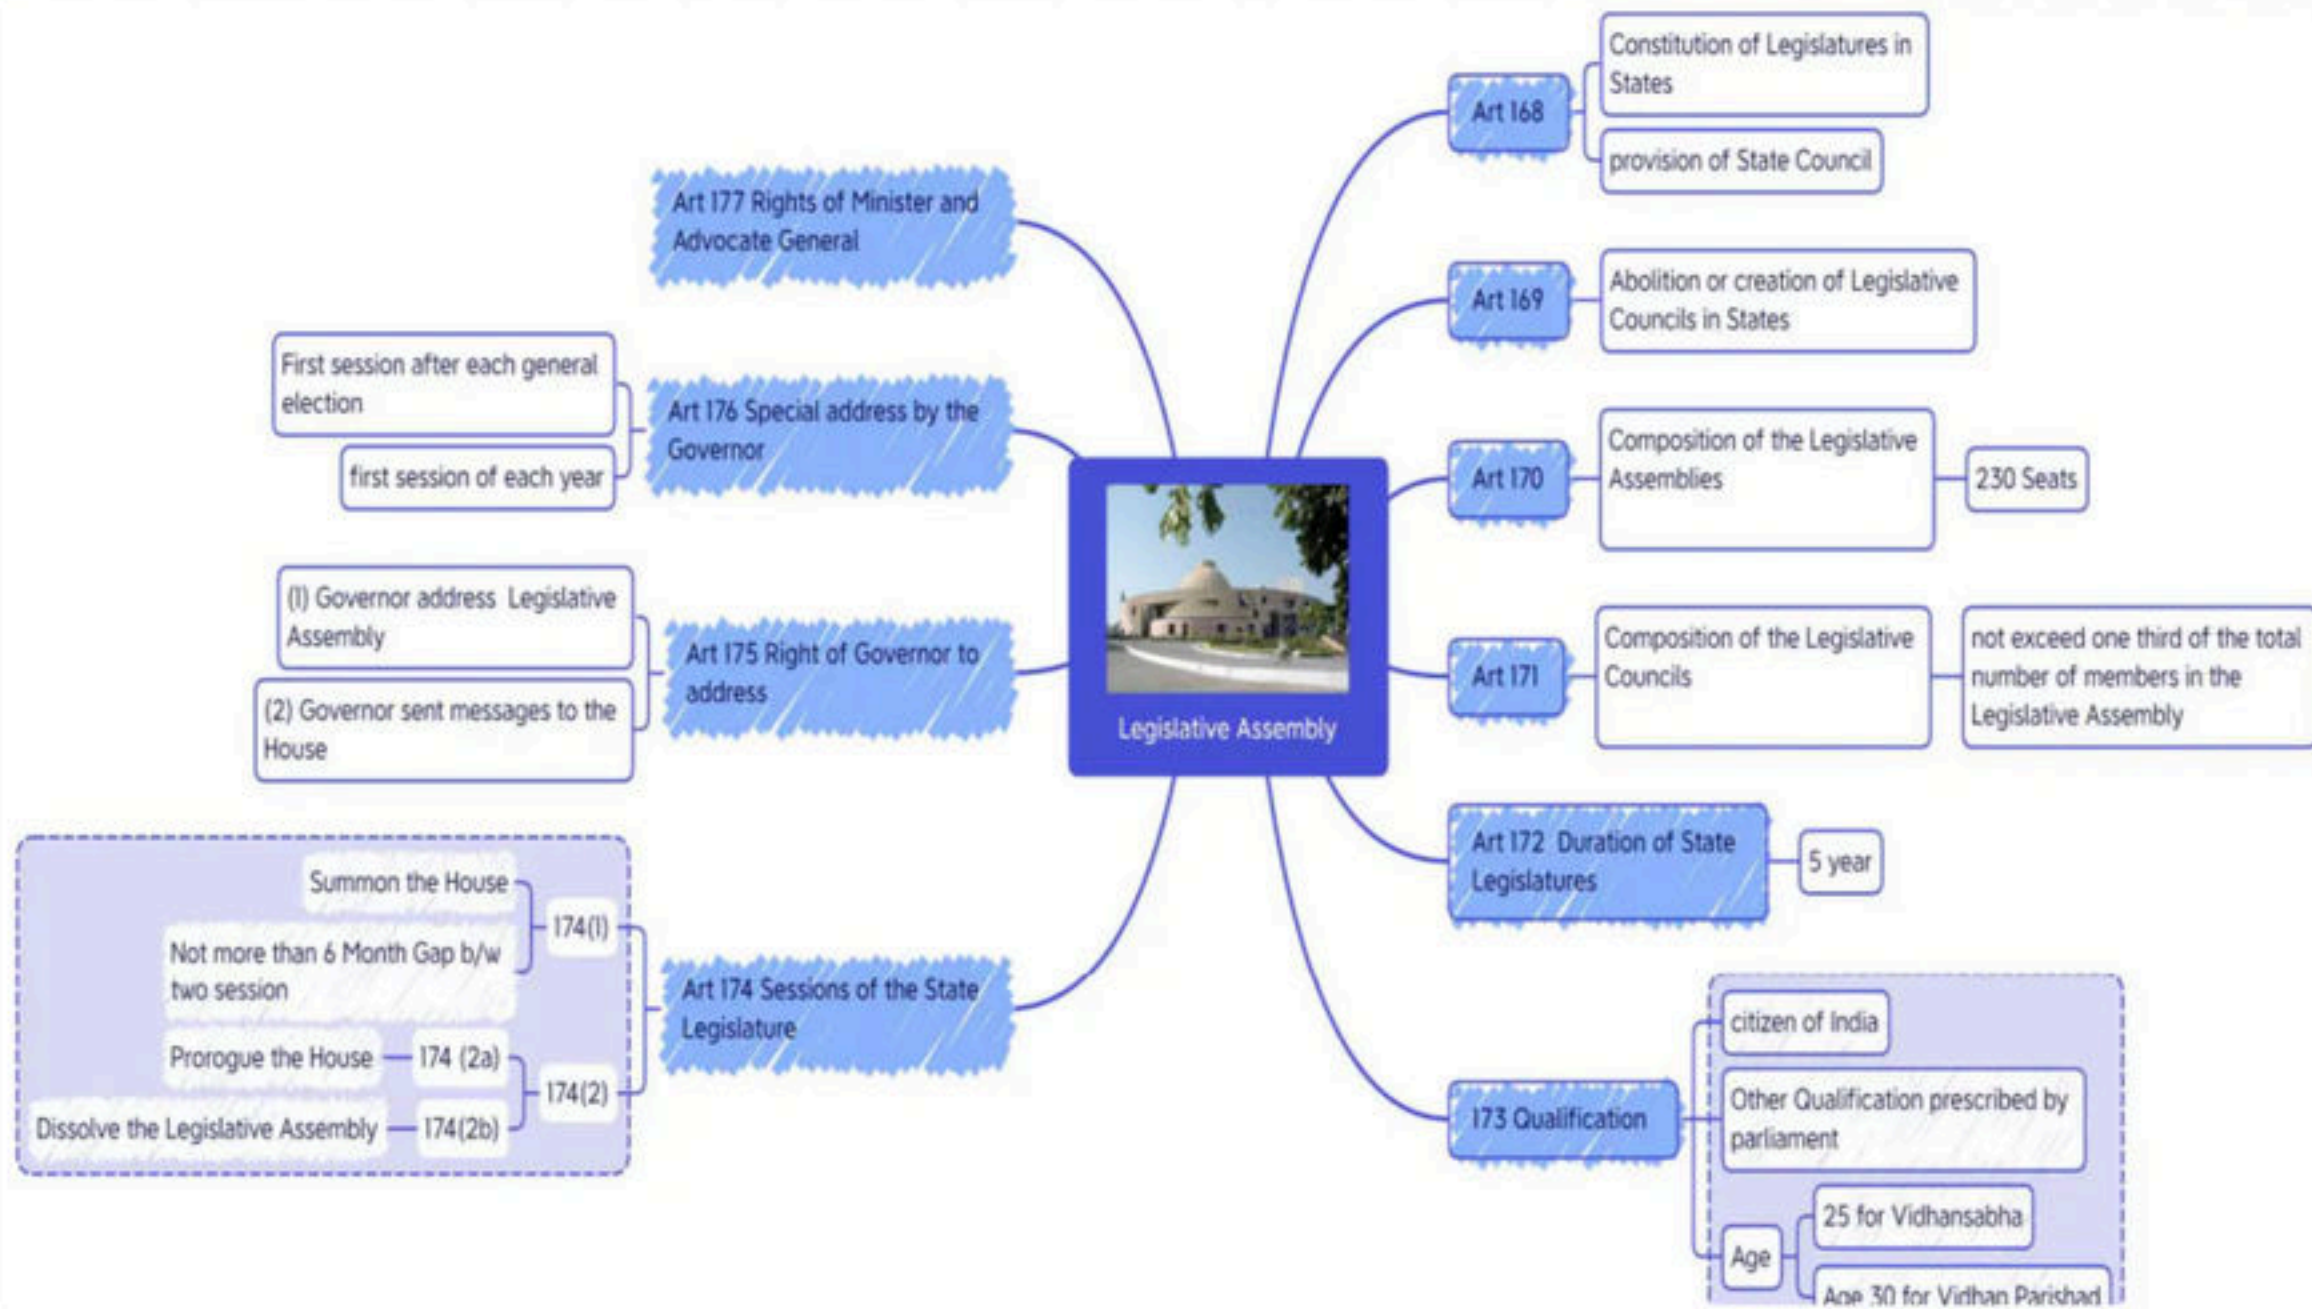 Legislative Assembly
Art 168
Constitution of Legislatures in
States
provision of State Council
Art 169
Abolition or creation of Legislative
Councils in States
Art 170
Composition of the Legislative
Assemblies
230 Seats
Art 171
Composition of the Legislative
Councils
not exceed one third of the total
number of members in the
Legislative Assembly
Art 172 Duration of State
Legislatures
5 year
173 Qualification
citizen of India
Other Qualification prescribed by
parliament
Age
25 for Vidhansabha
Age 30 for Vidhan Parishad
Art 174 Sessions of the State
Legislature
174(1)
Summon the House
Not more than 6 Month Gap b/w
two session
174(2)
174 (2a)
Prorogue the House
174(2b)
Dissolve the Legislative Assembly
Art 175 Right of Governor to
address
(1) Governor address Legislative
Assembly
(2) Governor sent messages to the
House
Art 176 Special address by the
Governor
First session after each general
election
first session of each year
Art 177 Rights of Minister and
Advocate General